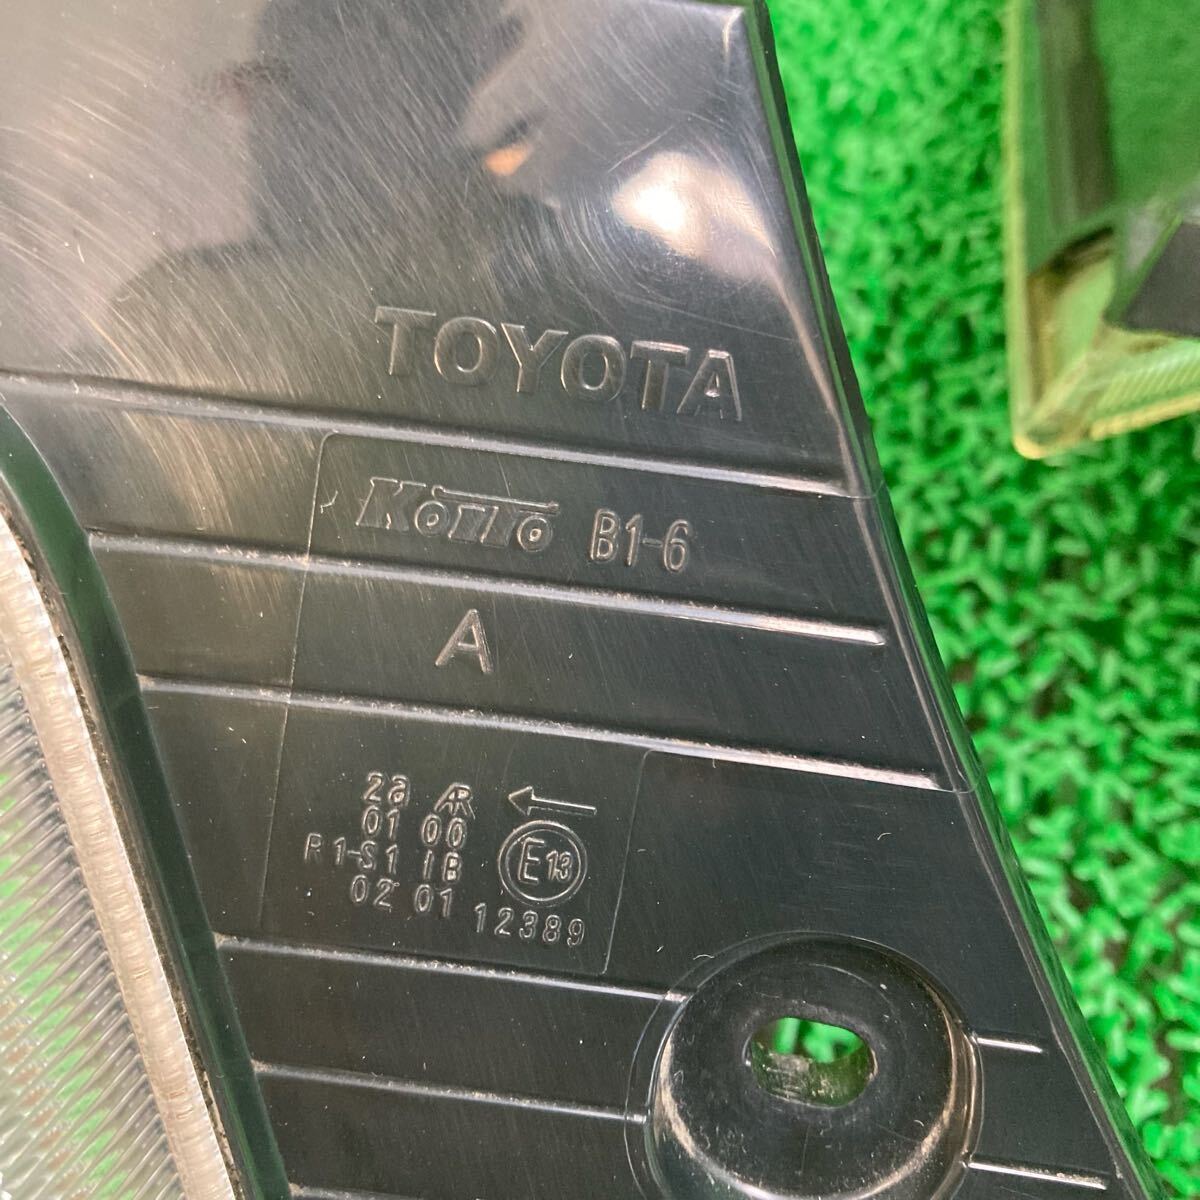 TOYOTA
KOITO B1-6
A
2a AR
01 00
R1-S1 IB E13
02 01 12389